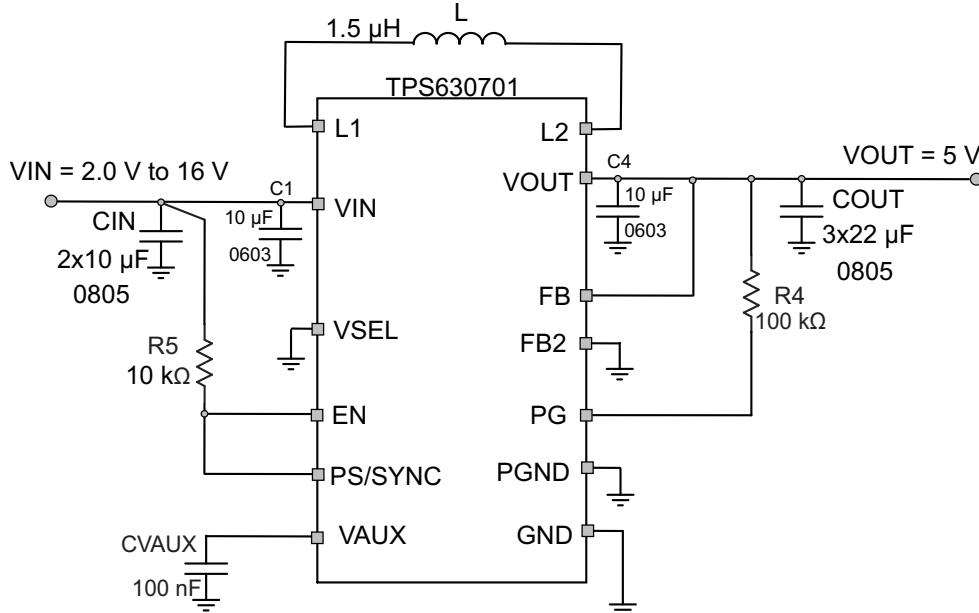 L
1.5 µH
TPS630701
L1
L2
VIN = 2.0 V to 16 V
C1
VIN
CIN
10 µF
0603
2x10 µF
0805
C4
VOUT = 5 V
VOUT
10 µF
0603
COUT
3x22 µF
0805
FB
R4
100 kΩ
VSEL
FB2
R5
10 kΩ
EN
PG
PS/SYNC
PGND
VAUX
GND
CVAUX
100 nF